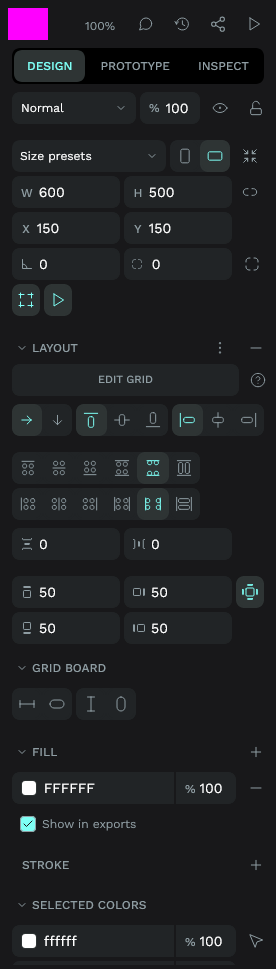 100%
DESIGN PROTOTYPE INSPECT
Normal % 100
Size presets
W 600 H 500
X 150 Y 150
0 0
LAYOUT
EDIT GRID
0 0
50 50
50 50
GRID BOARD
FILL
FFFFFF % 100
Show in exports
STROKE
SELECTED COLORS
ffffff % 100